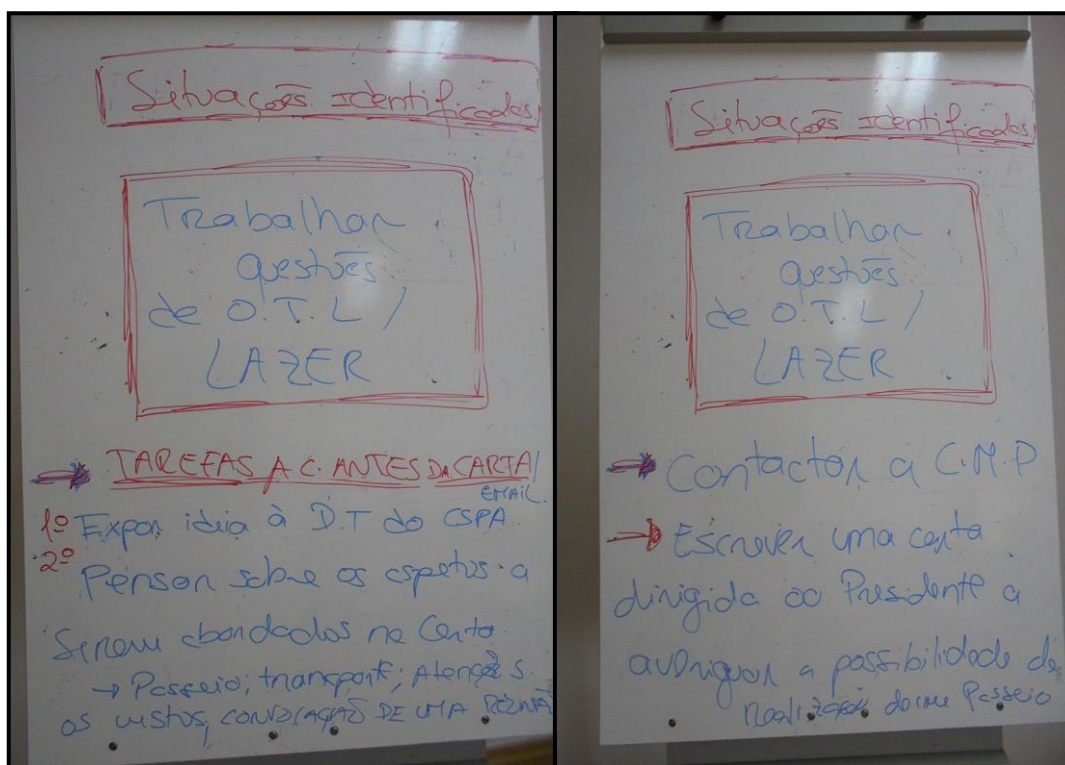 Situações Identificadas
Trabalhar
questões
de O.T.L /
LAZER
TAREFAS A C. ANTES DA CARTA/
EMAIL
1º Expor ideia à D.T do CSPA
2º Pensar sobre os aspetos a
Serem abordados na Carta
→ Passeio; transporte; Atenção
os custos, CONVOCAÇÃO DE UMA REUNIÃO
Situações Identificadas
Trabalhar
questões
de O.T.L /
LAZER
→ Contactar a C.M.P
→ Escrever uma carta
dirigida ao Presidente a
averiguar a possibilidade de
Realização de um Passeio